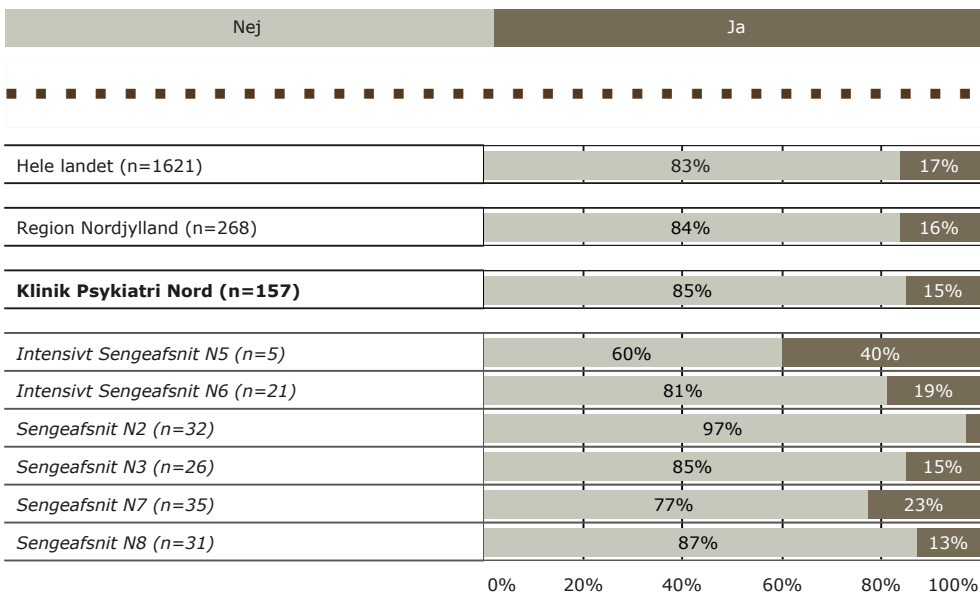 Nej Ja
Hele landet (n=1621) 83% 17%
Region Nordjylland (n=268) 84% 16%
Klinik Psykiatri Nord (n=157) 85% 15%
Intensivt Sengeafsnit N5 (n=5) 60% 40%
Intensivt Sengeafsnit N6 (n=21) 81% 19%
Sengeafsnit N2 (n=32) 97%
Sengeafsnit N3 (n=26) 85% 15%
Sengeafsnit N7 (n=35) 77% 23%
Sengeafsnit N8 (n=31) 87% 13%
0% 20% 40% 60% 80% 100%